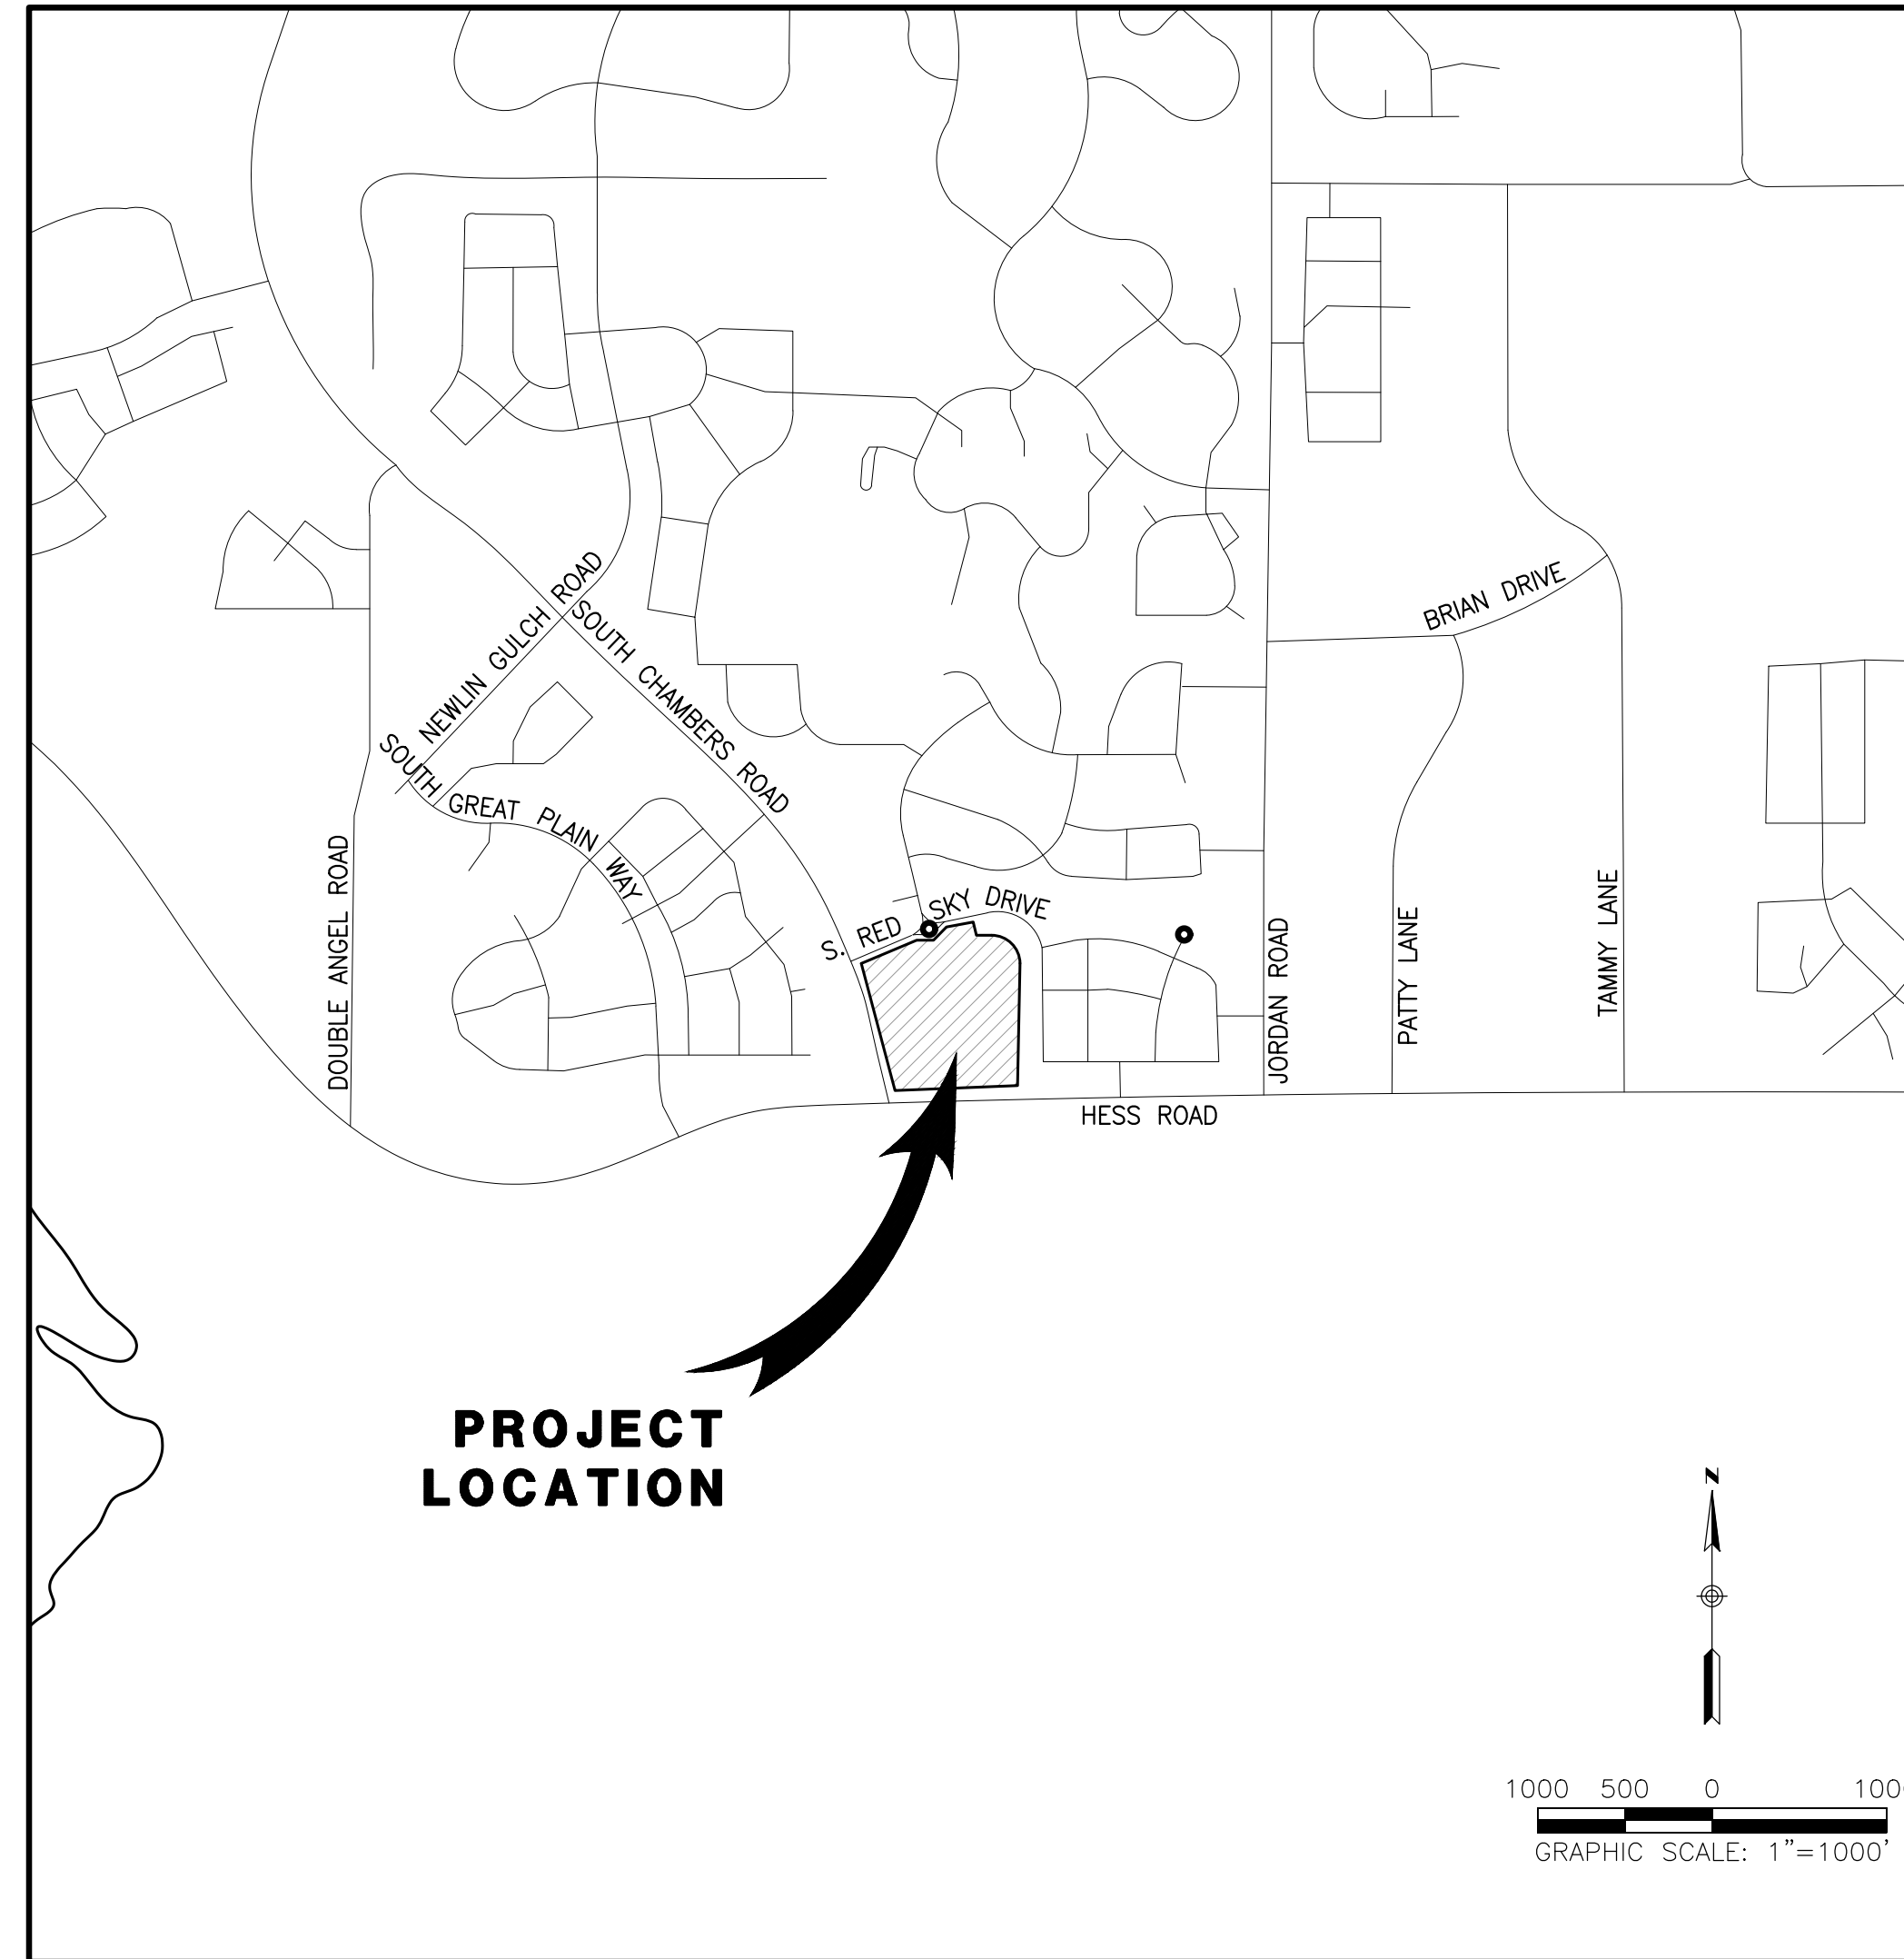 BRIAN DRIVE
NEWLIN GULCH ROAD
SOUTH CHAMBERS ROAD
SOUTH GREAT PLAIN WAY
DOUBLE ANGEL ROAD
S. RED SKY DRIVE
JORDAN ROAD
PATTY LANE
TAMMY LANE
HESS ROAD
PROJECT
LOCATION
N
1000 500 0 100
GRAPHIC SCALE: 1"=1000'